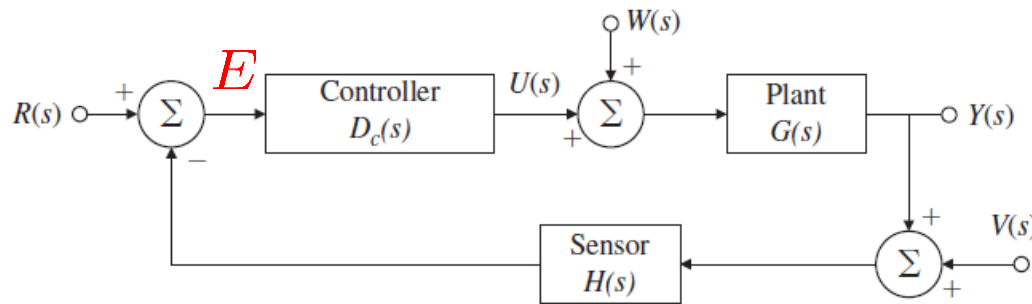 W(s)
+
E
Controller
D_c(s)
U(s)
Plant
G(s)
R(s)
+
Σ
+
Σ
Y(s)
−
+
V(s)
Sensor
H(s)
Σ
+